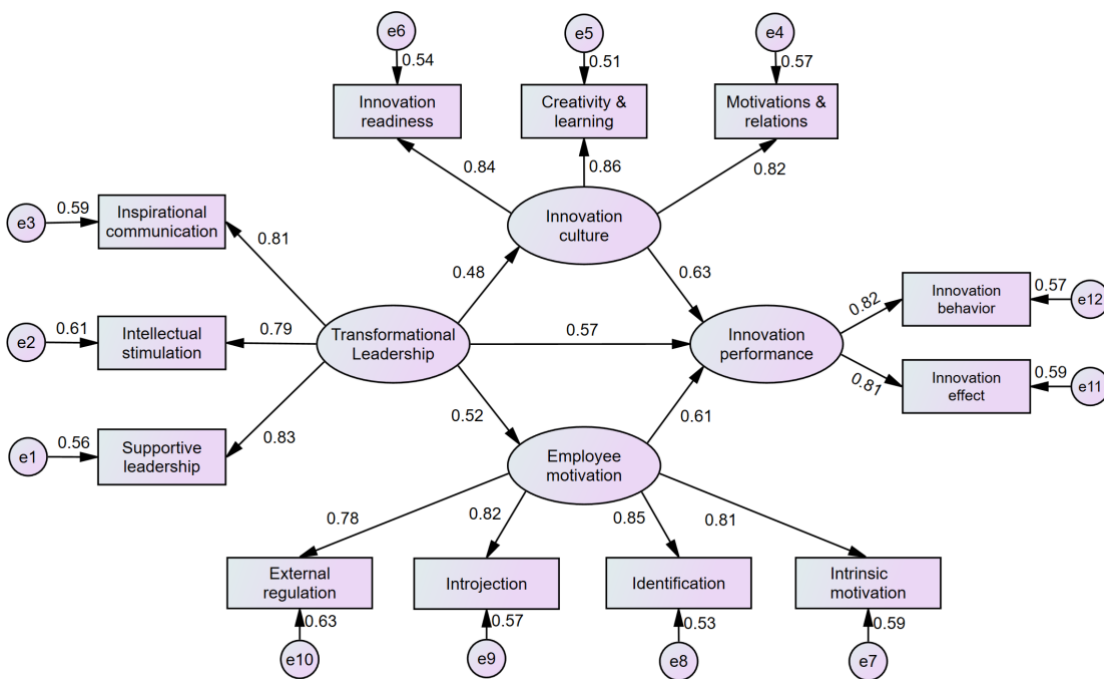 e6
e5
e4
0.54
0.51
0.57
Innovation
readiness
Creativity &
learning
Motivations &
relations
0.84
0.86
0.82
e3
0.59
Inspirational
communication
0.81
Innovation
culture
0.48
0.63
e2
0.61
Intellectual
stimulation
0.79
Transformational
Leadership
0.57
Innovation
performance
0.82
Innovation
behavior
0.57
e12
0.81
Innovation
effect
0.59
e11
0.52
0.61
e1
0.56
Supportive
leadership
0.83
Employee
motivation
0.78
0.82
0.85
0.81
External
regulation
Introjection
Identification
Intrinsic
motivation
0.63
0.57
0.53
0.59
e10
e9
e8
e7